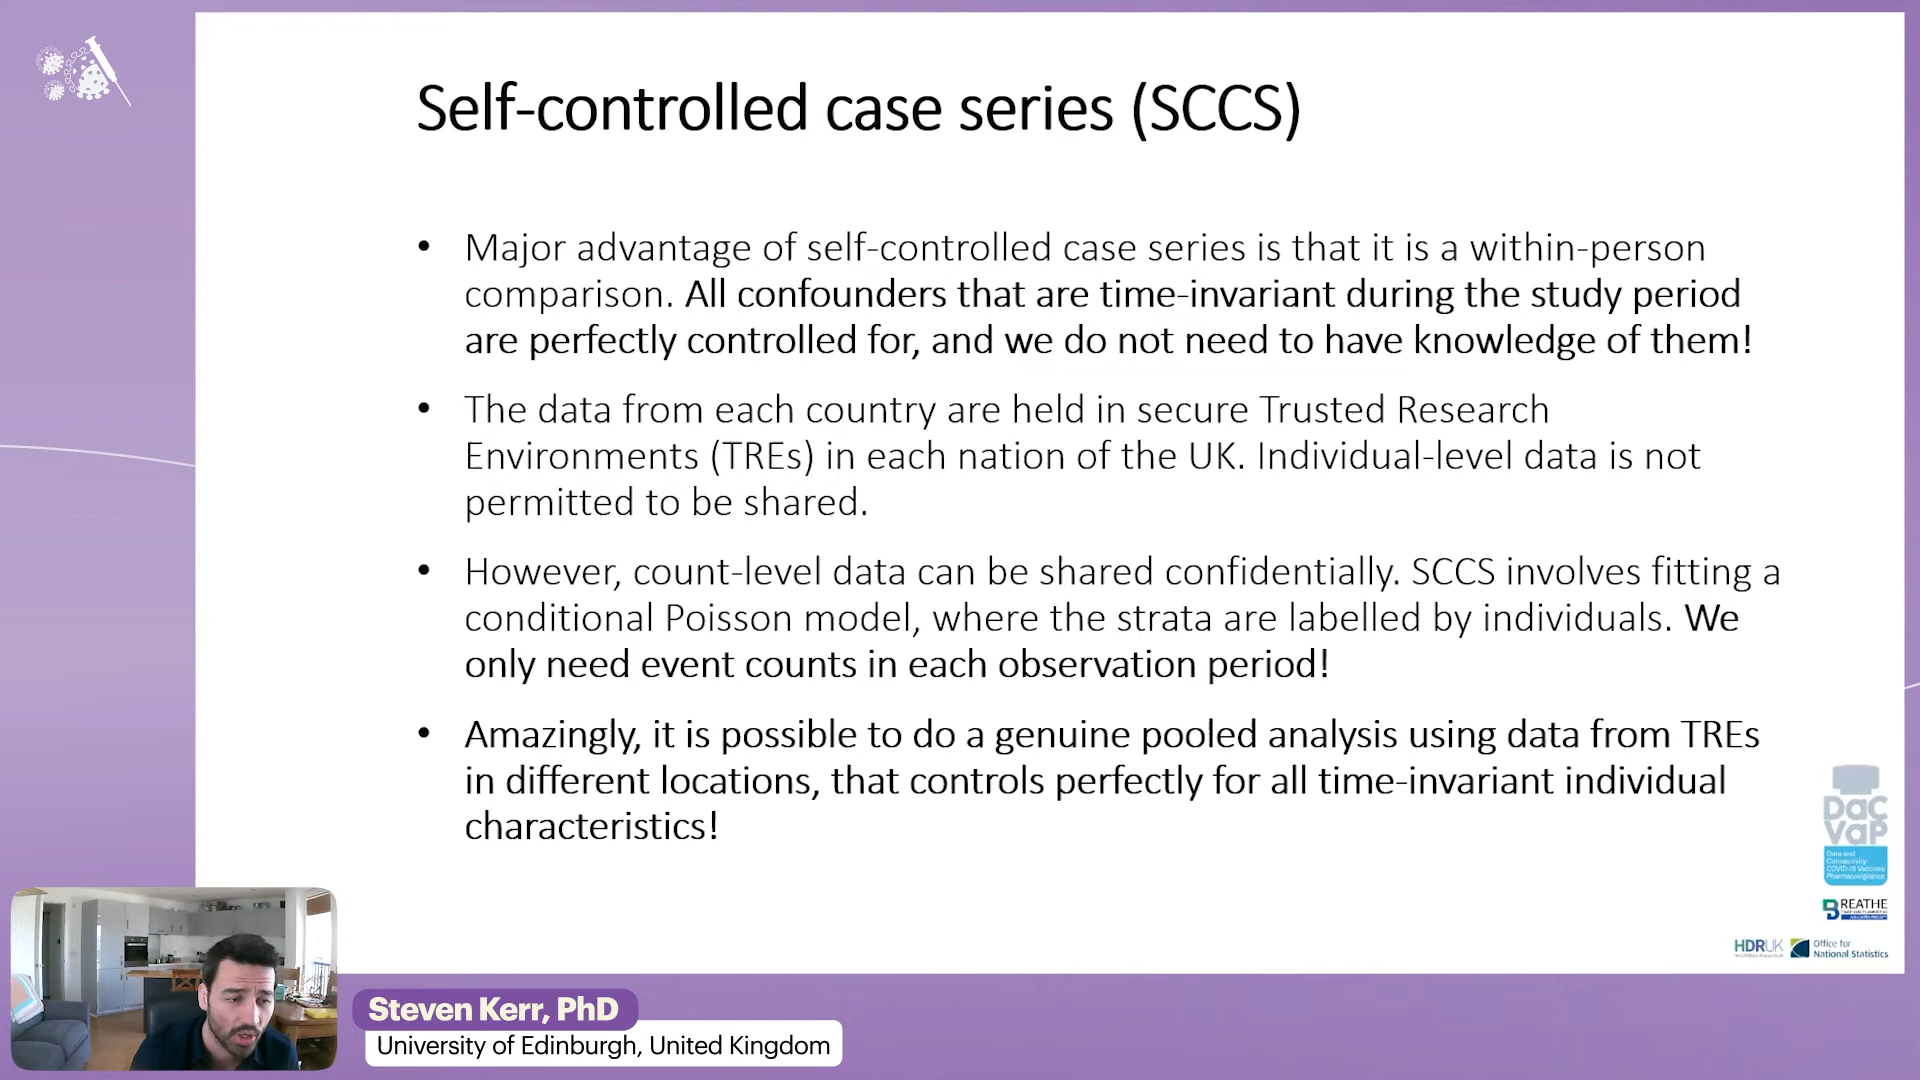 Self-controlled case series (SCCS)
• Major advantage of self-controlled case series is that it is a within-person
comparison. All confounders that are time-invariant during the study period
are perfectly controlled for, and we do not need to have knowledge of them!
• The data from each country are held in secure Trusted Research
Environments (TREs) in each nation of the UK. Individual-level data is not
permitted to be shared.
• However, count-level data can be shared confidentially. SCCS involves fitting a
conditional Poisson model, where the strata are labelled by individuals. We
only need event counts in each observation period!
• Amazingly, it is possible to do a genuine pooled analysis using data from TREs
in different locations, that controls perfectly for all time-invariant individual
characteristics!
DaC
VaP
Data and
Connectivity:
COVID-19 Vaccines
Pharmacovigilance
BREATHE
HDRUK
Office for
National Statistics
Steven Kerr, PhD
University of Edinburgh, United Kingdom